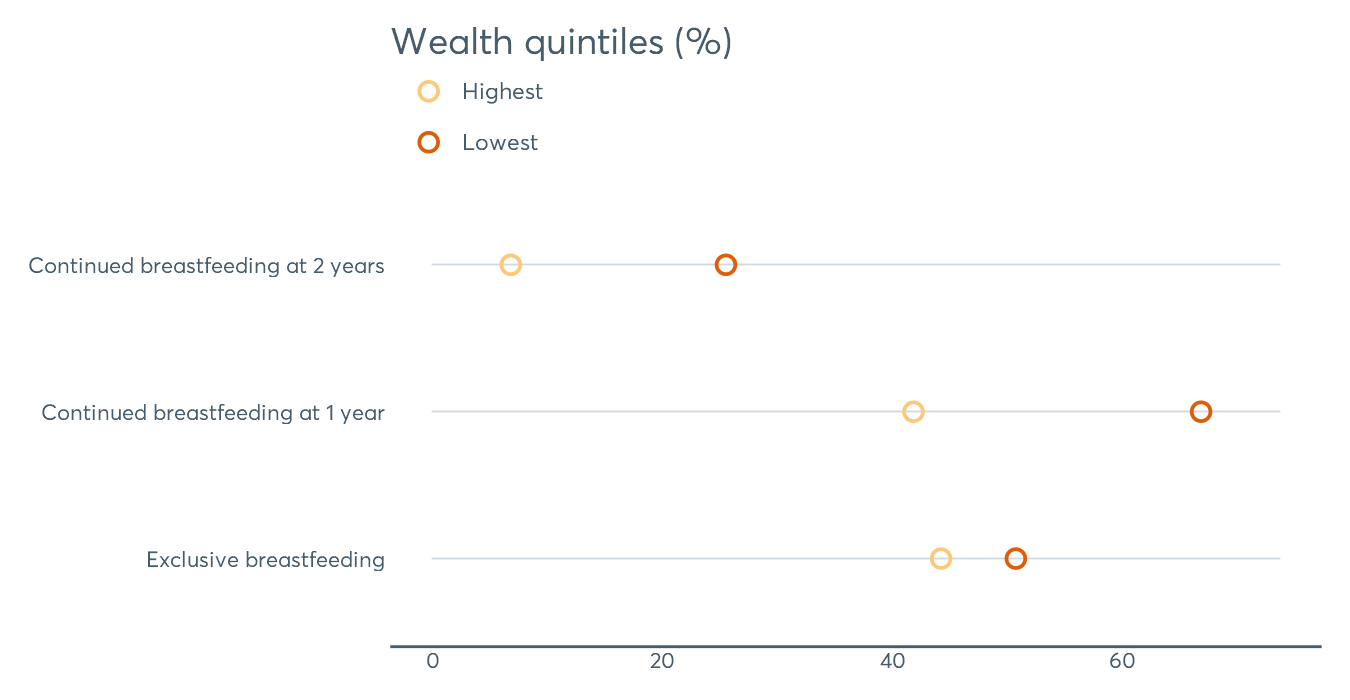 Wealth quintiles (%)
Highest
Lowest
Continued breastfeeding at 2 years
Continued breastfeeding at 1 year
Exclusive breastfeeding
0 20 40 60